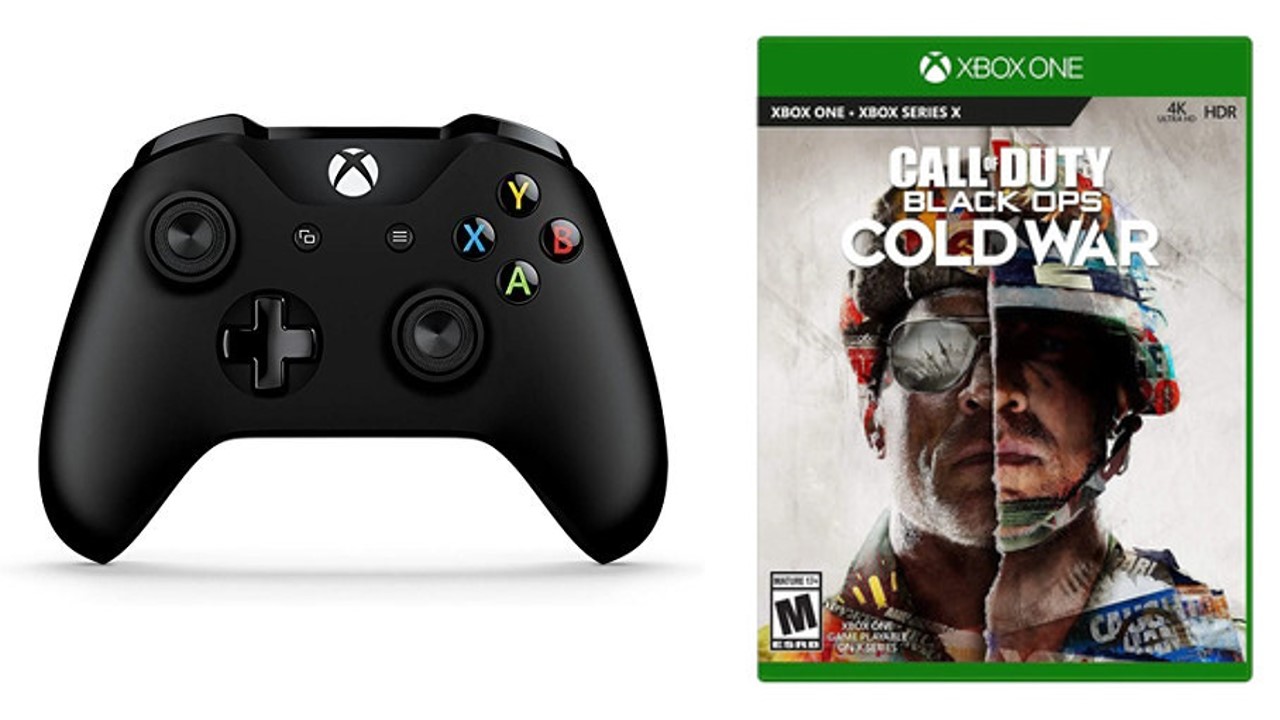 Y
X
B
A
XBOX ONE
XBOX ONE • XBOX SERIES X
4K
ULTRA HD
HDR
CALL OF DUTY
BLACK OPS
COLD WAR
MATURE 17+
M
ESRB
XBOX ONE
GAME PLAYABLE
ON X SERIES